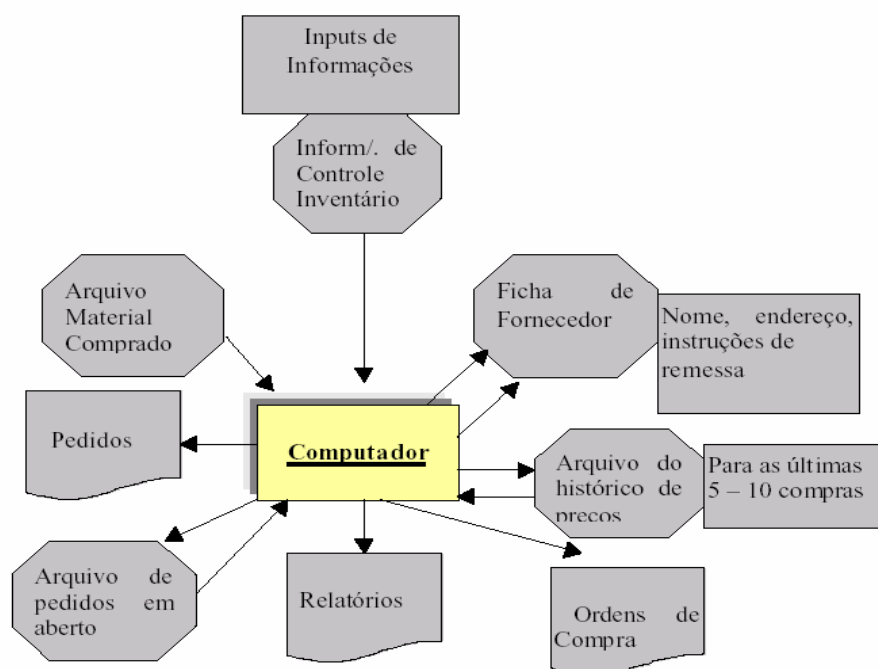 Inputs de
Informações
Inform/. de
Controle
Inventário
Arquivo
Material
Comprado
Ficha de
Fornecedor
Nome, endereço,
instruções de
remessa
Pedidos
Computador
Arquivo do
histórico de
preços
Para as últimas
5 – 10 compras
Arquivo de
pedidos em
aberto
Relatórios
Ordens de
Compra